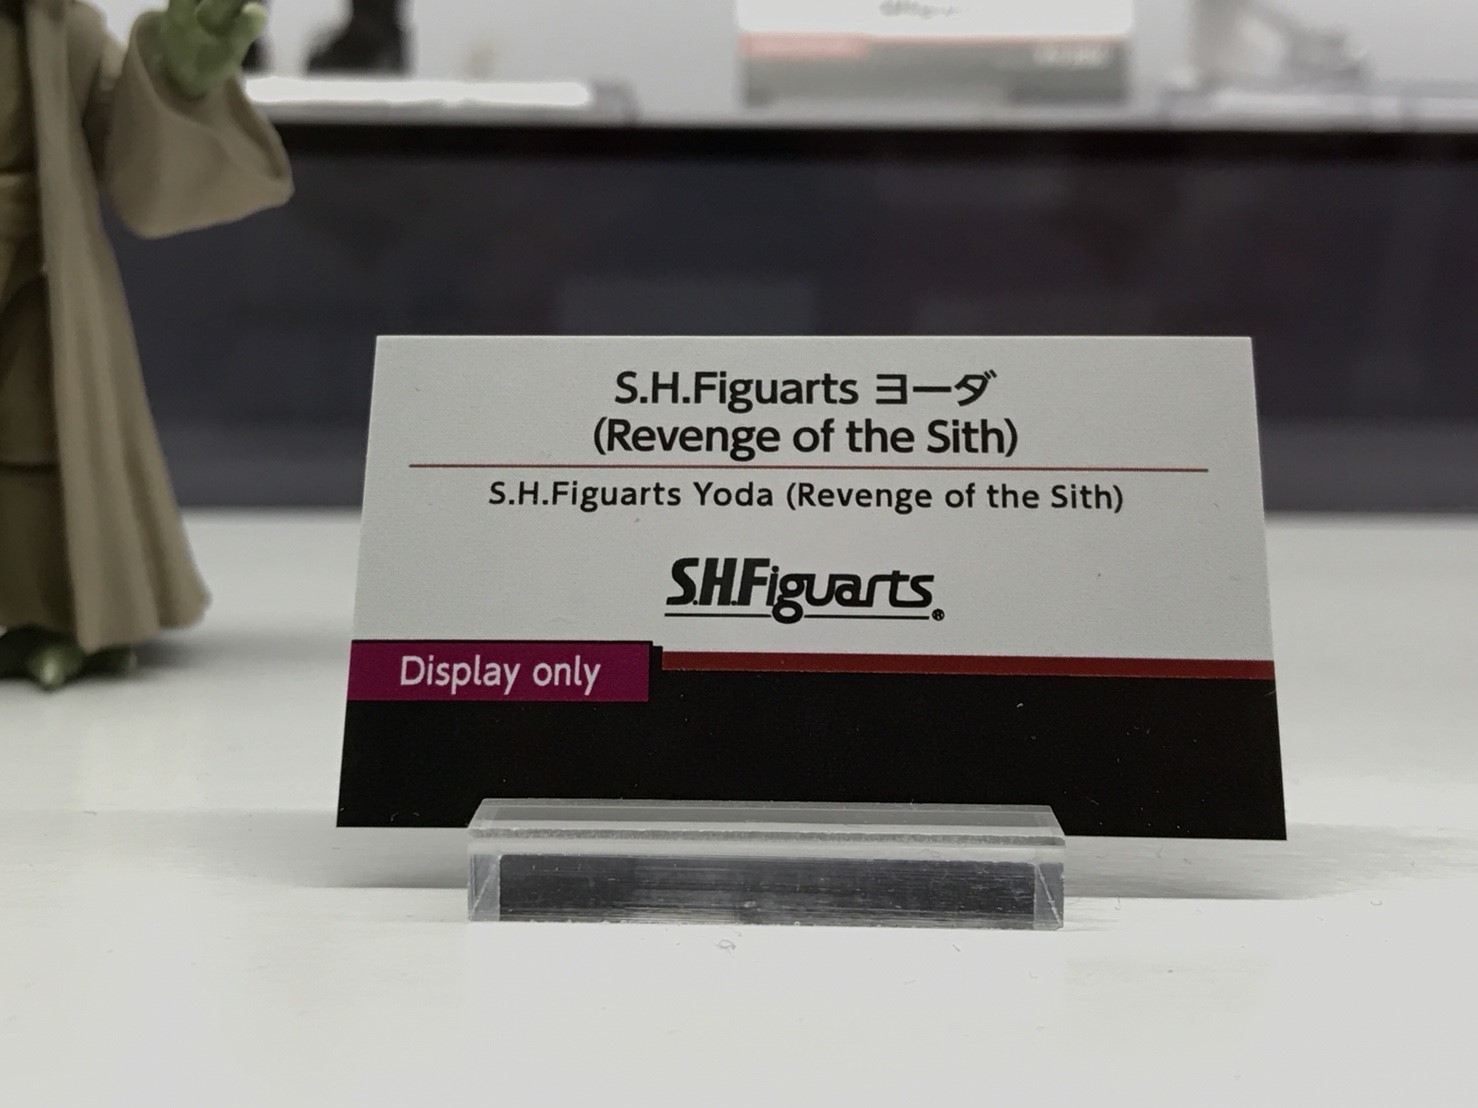 S.H.Figuarts ヨーダ
(Revenge of the Sith)
S.H.Figuarts Yoda (Revenge of the Sith)
S.H.Figuarts®
Display only